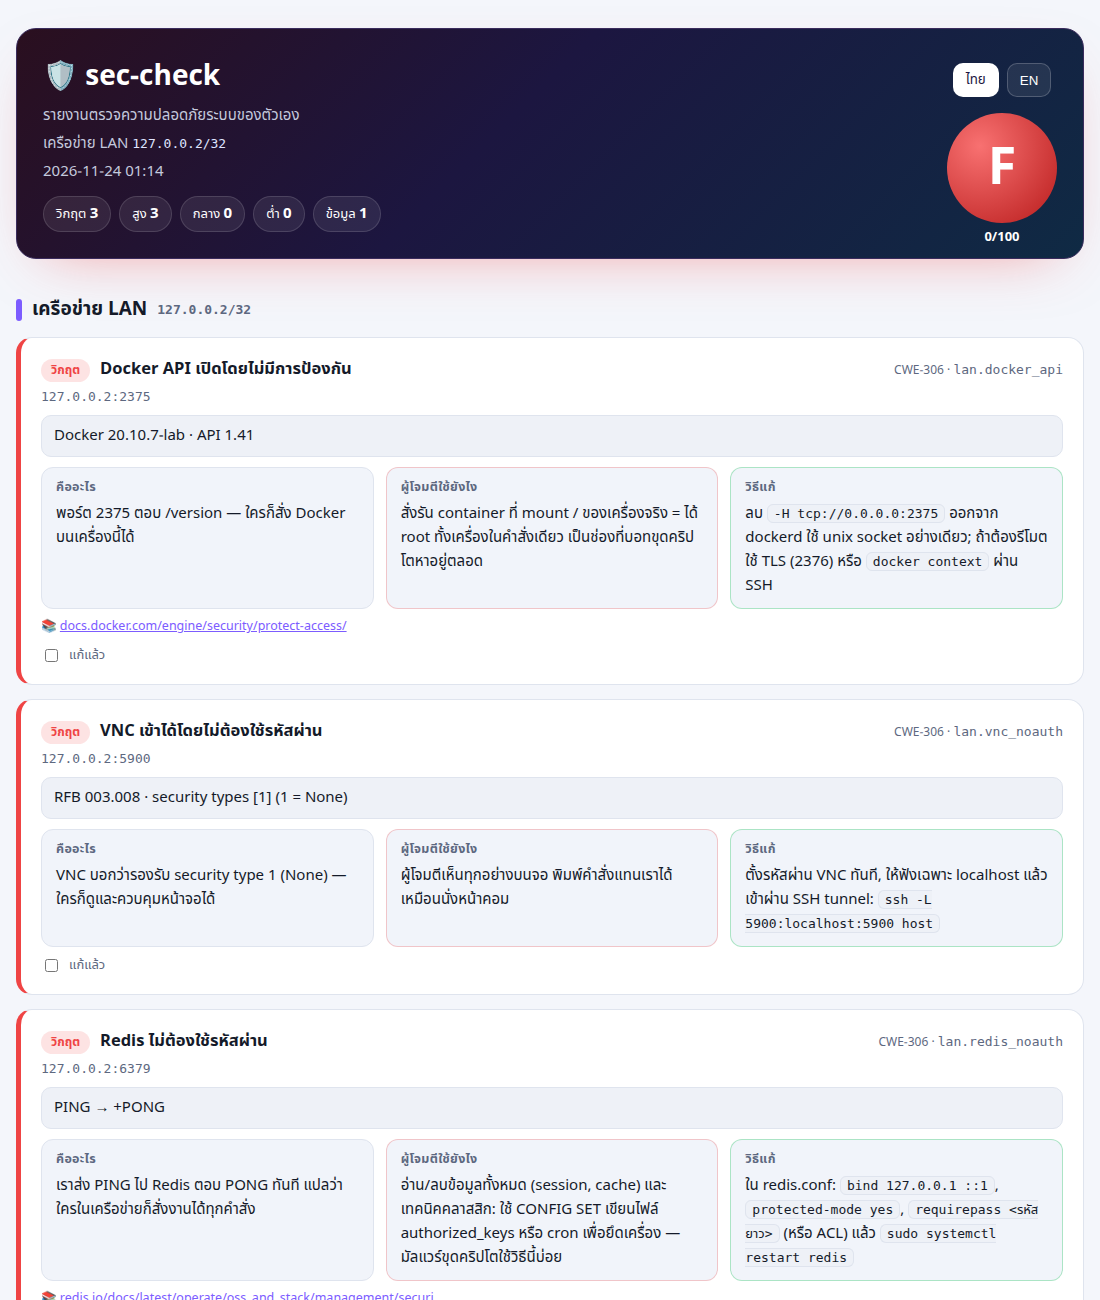 sec-check
ไทย
EN
รายงานตรวจความปลอดภัยระบบของตัวเอง
เครือข่าย LAN 127.0.0.2/32
2026-11-24 01:14
F
วิกฤต 3
สูง 3
กลาง 0
ต่ำ 0
ข้อมูล 1
0/100
เครือข่าย LAN 127.0.0.2/32
วิกฤต Docker API เปิดโดยไม่มีการป้องกัน
CWE-306 · lan.docker_api
127.0.0.2:2375
Docker 20.10.7-lab · API 1.41
คืออะไร
พอร์ต 2375 ตอบ /version — ใครก็สั่ง Docker
บนเครื่องนี้ได้
ผู้โจมตีใช้ยังไง
สั่งรัน container ที่ mount / ของเครื่องจริง = ได้
root ทั้งเครื่องในคำสั่งเดียว เป็นช่องที่บอทขุดคริป
โตหาอยู่ตลอด
วิธีแก้
ลบ -H tcp://0.0.0.0:2375 ออกจาก
dockerd ใช้ unix socket อย่างเดียว; ถ้าต้องรีโมต
ใช้ TLS (2376) หรือ docker context ผ่าน
SSH
docs.docker.com/engine/security/protect-access/
แก้แล้ว
วิกฤต VNC เข้าได้โดยไม่ต้องใช้รหัสผ่าน
CWE-306 · lan.vnc_noauth
127.0.0.2:5900
RFB 003.008 · security types [1] (1 = None)
คืออะไร
VNC บอกว่ารองรับ security type 1 (None) —
ใครก็ดูและควบคุมหน้าจอได้
ผู้โจมตีใช้ยังไง
ผู้โจมตีเห็นทุกอย่างบนจอ พิมพ์คำสั่งแทนเราได้
เหมือนนั่งหน้าคอม
วิธีแก้
ตั้งรหัสผ่าน VNC ทันที, ให้ฟังเฉพาะ localhost แล้ว
เข้าผ่าน SSH tunnel: ssh -L
5900:localhost:5900 host
แก้แล้ว
วิกฤต Redis ไม่ต้องใช้รหัสผ่าน
CWE-306 · lan.redis_noauth
127.0.0.2:6379
PING → +PONG
คืออะไร
เราส่ง PING ไป Redis ตอบ PONG ทันที แปลว่า
ใครในเครือข่ายก็สั่งงานได้ทุกคำสั่ง
ผู้โจมตีใช้ยังไง
อ่าน/ลบข้อมูลทั้งหมด (session, cache) และ
เทคนิคคลาสสิก: ใช้ CONFIG SET เขียนไฟล์
authorized_keys หรือ cron เพื่อยึดเครื่อง —
มัลแวร์ขุดคริปโตใช้วิธีนี้บ่อย
วิธีแก้
ใน redis.conf: bind 127.0.0.1 ::1,
protected-mode yes, requirepass <รหัส
ยาว> (หรือ ACL) แล้ว sudo systemctl
restart redis
redis.io/docs/latest/operate/oss_and_stack/management/securi